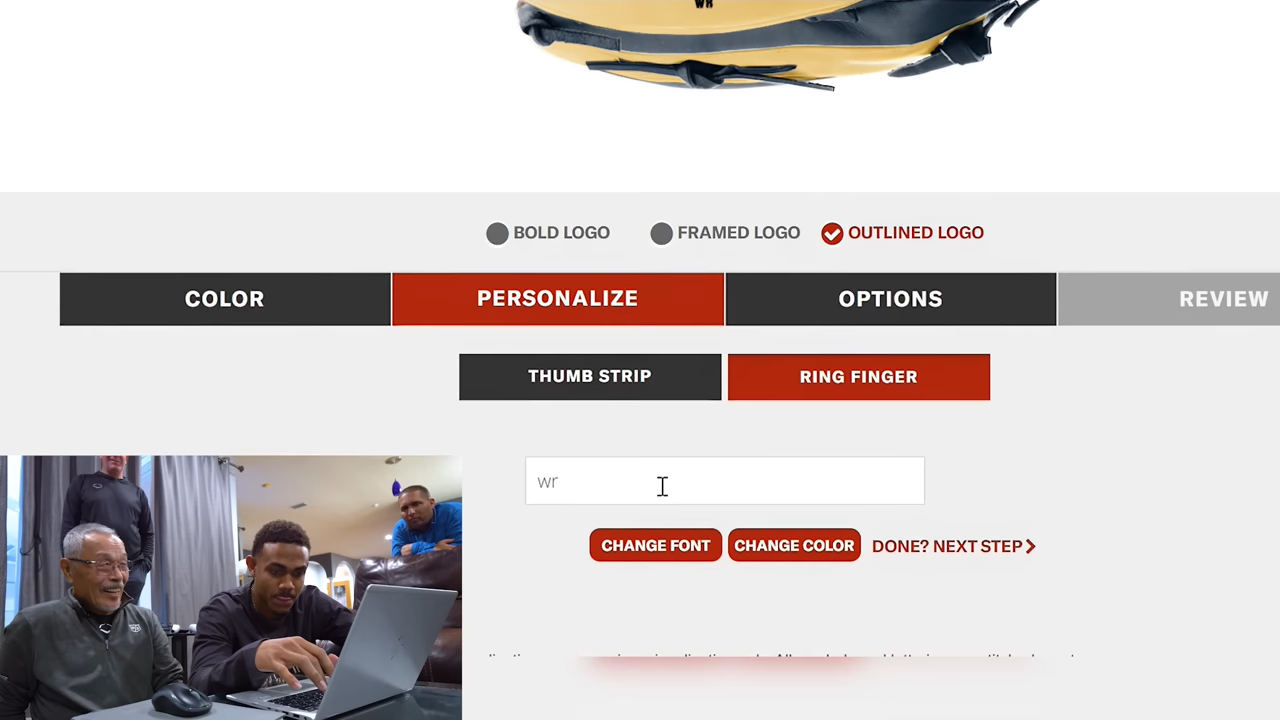 WR
BOLD LOGO FRAMED LOGO OUTLINED LOGO
COLOR PERSONALIZE OPTIONS REVIEW
THUMB STRIP RING FINGER
wr
CHANGE FONT CHANGE COLOR DONE? NEXT STEP